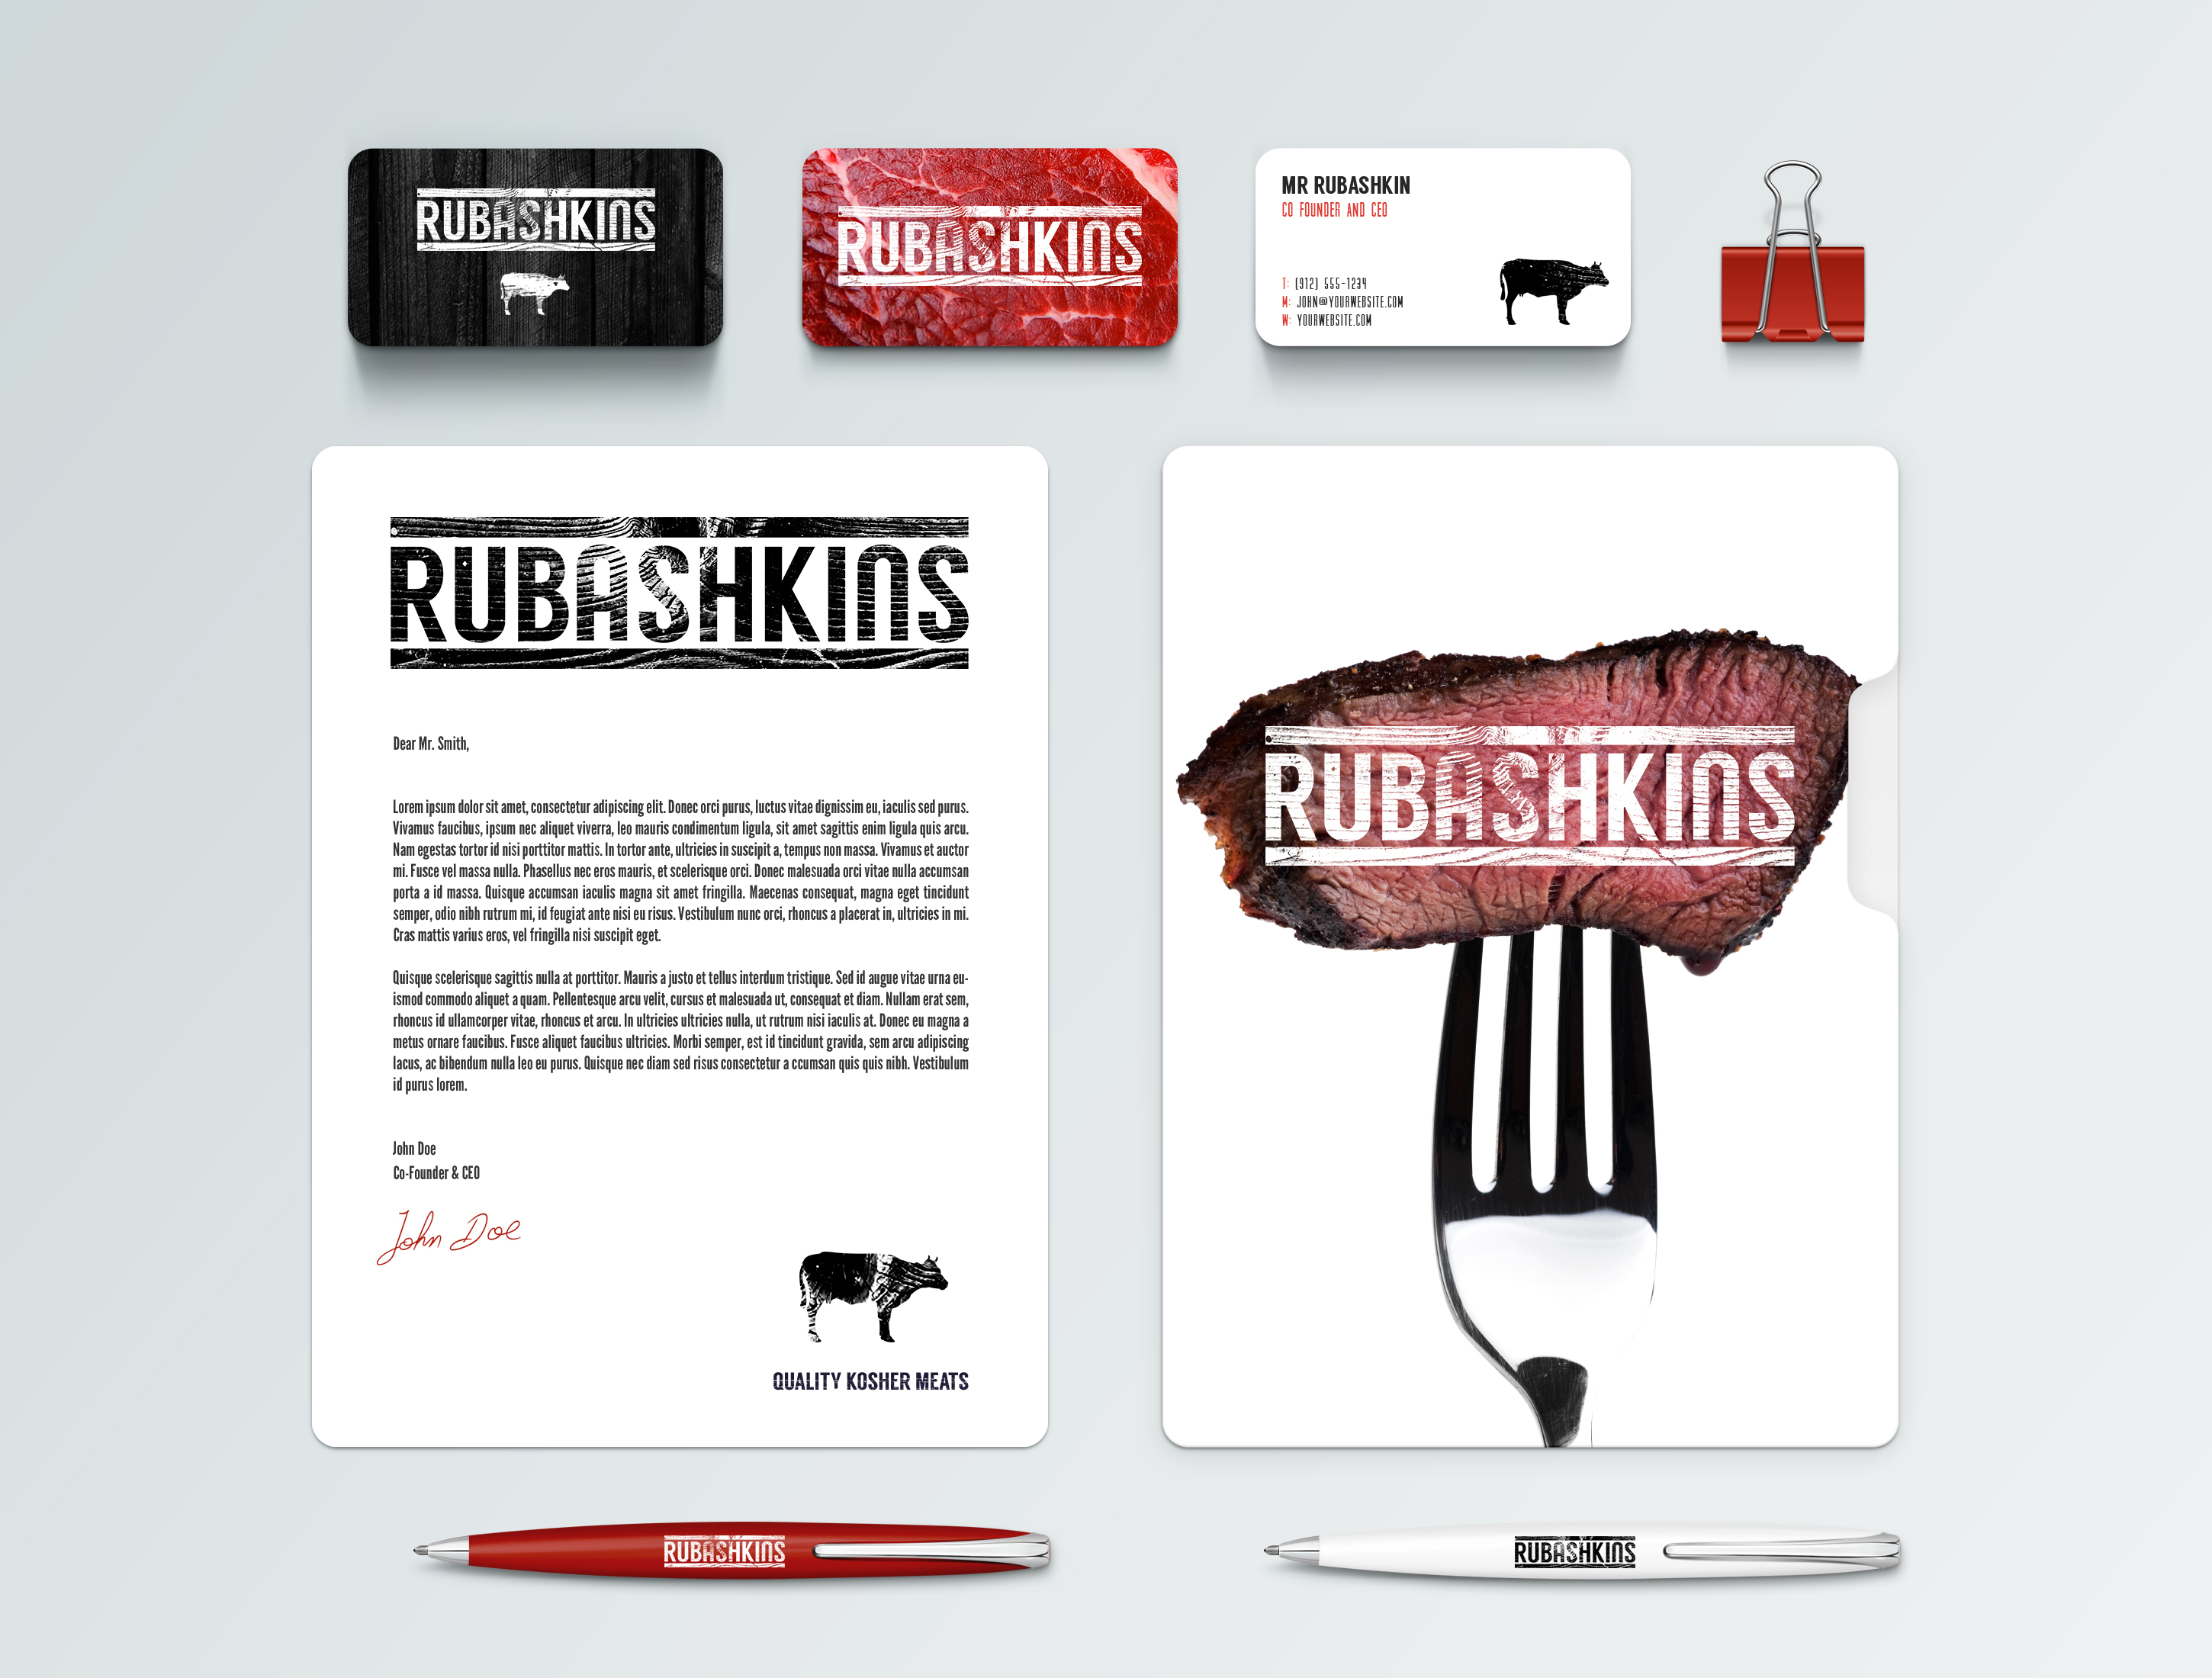 RUBASHKINS
RUBASHKINS
MR RUBASHKIN
CO FOUNDER AND CEO
T: (912) 555-1234
M: JOHN@YOURWEBSITE.COM
W: YOURWEBSITE.COM
RUBASHKINS
Dear Mr. Smith,
Lorem ipsum dolor sit amet, consectetur adipiscing elit. Donec orci purus, luctus vitae dignissim eu, iaculis sed purus.
Vivamus faucibus, ipsum nec aliquet viverra, leo mauris condimentum ligula, sit amet sagittis enim ligula quis arcu.
Nam egestas tortor id nisi porttitor mattis. In tortor ante, ultricies in suscipit a, tempus non massa. Vivamus et auctor
mi. Fusce vel massa nulla. Phasellus nec eros mauris, et scelerisque orci. Donec malesuada orci vitae nulla accumsan
porta a id massa. Quisque accumsan iaculis magna sit amet fringilla. Maecenas consequat, magna eget tincidunt
semper, odio nibh rutrum mi, id feugiat ante nisi eu risus. Vestibulum nunc orci, rhoncus a placerat in, ultricies in mi.
Cras mattis varius eros, vel fringilla nisi suscipit eget.
Quisque scelerisque sagittis nulla at porttitor. Mauris a justo et tellus interdum tristique. Sed id augue vitae urna eu-
ismod commodo aliquet a quam. Pellentesque arcu velit, cursus et malesuada ut, consequat et diam. Nullam erat sem,
rhoncus id ullamcorper vitae, rhoncus et arcu. In ultricies ultricies nulla, ut rutrum nisi iaculis at. Donec eu magna a
metus ornare faucibus. Fusce aliquet faucibus ultricies. Morbi semper, est id tincidunt gravida, sem arcu adipiscing
lacus, ac bibendum nulla leo eu purus. Quisque nec diam sed risus consectetur a ccumsan quis quis nibh. Vestibulum
id purus lorem.
John Doe
Co-Founder & CEO
John Doe
QUALITY KOSHER MEATS
RUBASHKINS
RUBASHKINS
RUBASHKINS